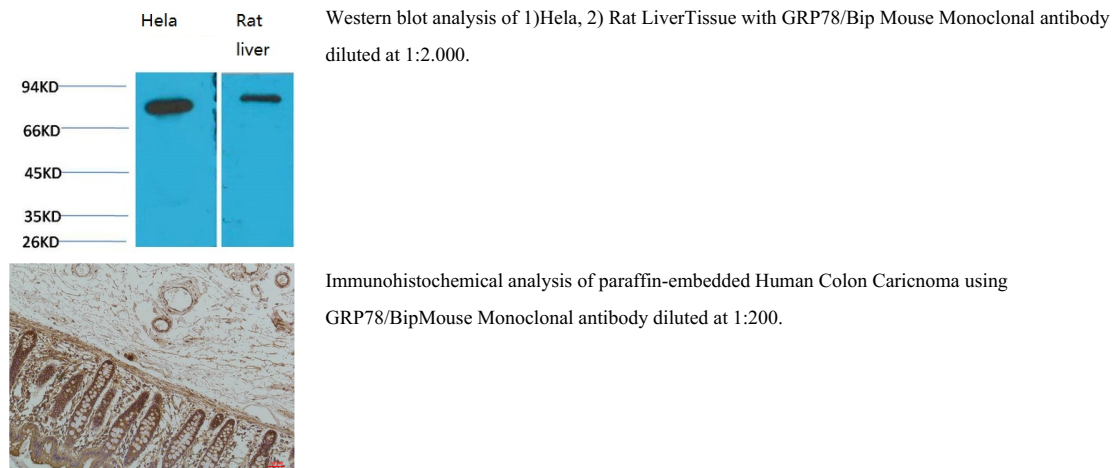 Hela
Rat
liver
Western blot analysis of 1)Hela, 2) Rat LiverTissue with GRP78/Bip Mouse Monoclonal antibody
diluted at 1:2.000.
94KD
66KD
45KD
35KD
26KD
Immunohistochemical analysis of paraffin-embedded Human Colon Caricnoma using
GRP78/BipMouse Monoclonal antibody diluted at 1:200.